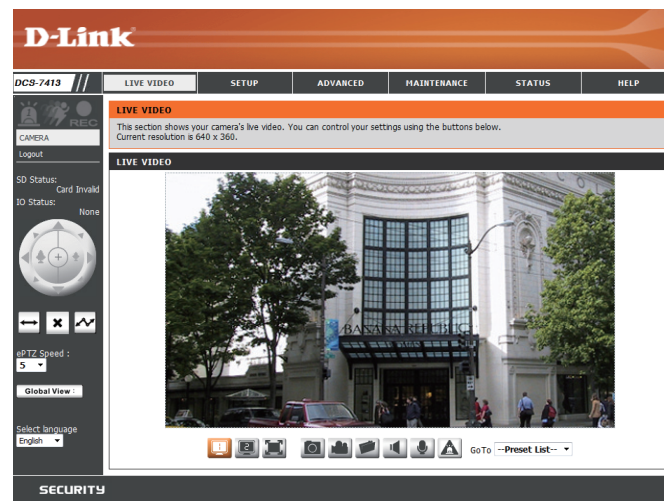 D-Link
DCS-7413 // LIVE VIDEO SETUP ADVANCED MAINTENANCE STATUS HELP
REC
CAMERA
Logout
SD Status:
Card Invalid
IO Status:
None
ePTZ Speed :
5
Global View :
Select language
English
LIVE VIDEO
This section shows your camera's live video. You can control your settings using the buttons below.
Current resolution is 640 x 360.
LIVE VIDEO
BANANA REPUBLIC
1 2 GoTo --Preset List--
SECURITY